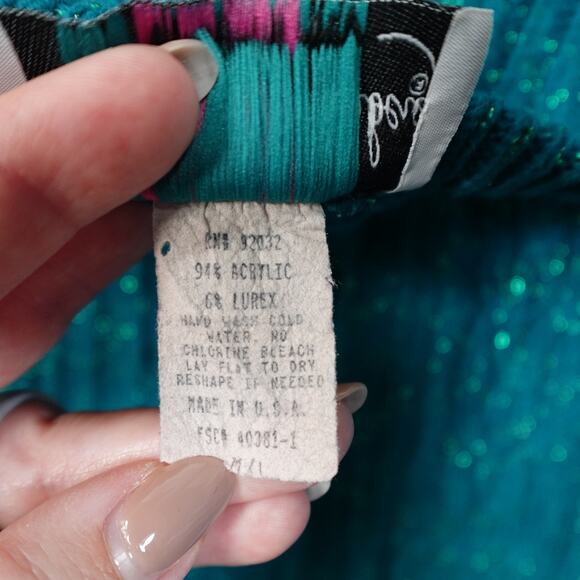 RN# 92032
94% ACRYLIC
6% LUREX
HAND WASH COLD
WATER, NO
CHLORINE BLEACH
LAY FLAT TO DRY
RESHAPE IF NEEDED
MADE IN U.S.A.
FSC# 40381-1
M/L
®